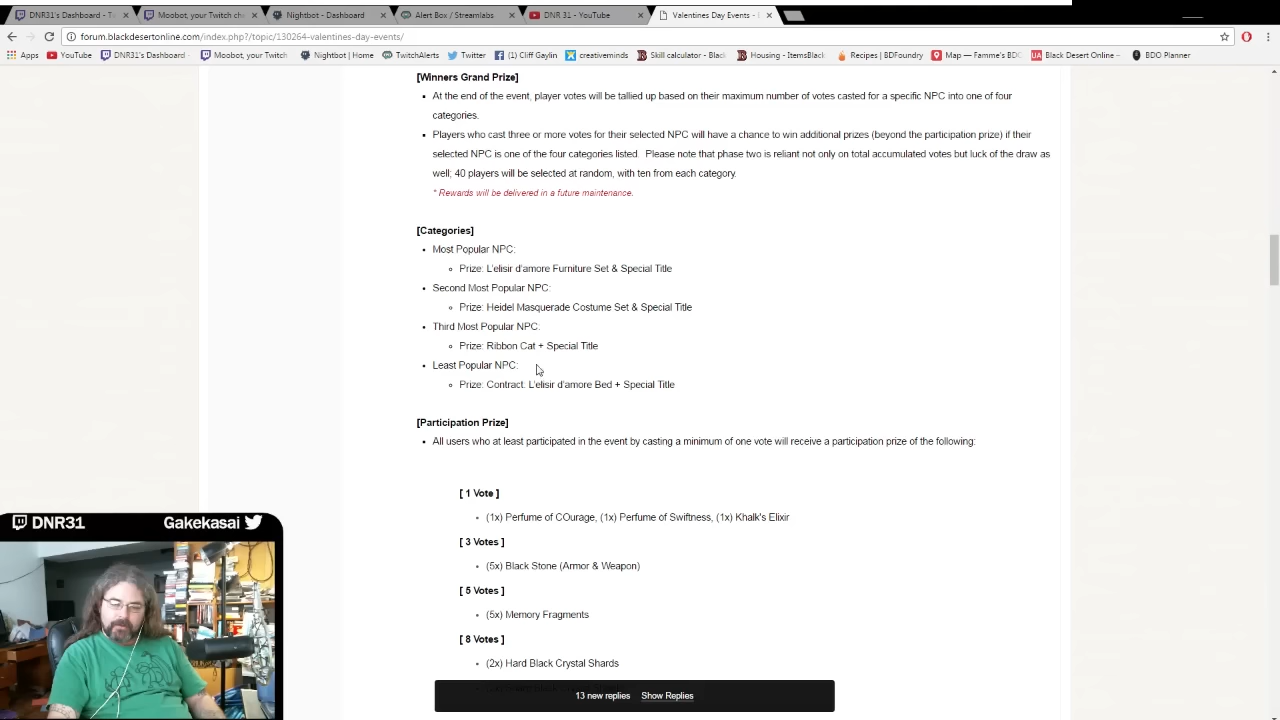 DNR31's Dashboard - Tw
Moobot, your Twitch che
Nightbot - Dashboard
Alert Box / Streamlabs
DNR 31 - YouTube
Valentines Day Events -
forum.blackdesertonline.com/index.php?/topic/130264-valentines-day-events/
Apps YouTube DNR31's Dashboard Moobot, your Twitch Nightbot | Home TwitchAlerts Twitter (1) Cliff Gaylin creativeminds Skill calculator - Black Housing - ItemsBlack Recipes | BDFoundry Map — Famme's BDO Black Desert Online – BDO Planner
[Winners Grand Prize]
At the end of the event, player votes will be tallied up based on their maximum number of votes casted for a specific NPC into one of four
categories.
Players who cast three or more votes for their selected NPC will have a chance to win additional prizes (beyond the participation prize) if their
selected NPC is one of the four categories listed. Please note that phase two is reliant not only on total accumulated votes but luck of the draw as
well; 40 players will be selected at random, with ten from each category.
* Rewards will be delivered in a future maintenance.
[Categories]
Most Popular NPC:
Prize: L'elisir d'amore Furniture Set & Special Title
Second Most Popular NPC:
Prize: Heidel Masquerade Costume Set & Special Title
Third Most Popular NPC:
Prize: Ribbon Cat + Special Title
Least Popular NPC:
Prize: Contract: L'elisir d'amore Bed + Special Title
[Participation Prize]
All users who at least participated in the event by casting a minimum of one vote will receive a participation prize of the following:
[ 1 Vote ]
(1x) Perfume of COurage, (1x) Perfume of Swiftness, (1x) Khalk's Elixir
[ 3 Votes ]
(5x) Black Stone (Armor & Weapon)
[ 5 Votes ]
(5x) Memory Fragments
[ 8 Votes ]
(2x) Hard Black Crystal Shards
13 new replies Show Replies
DNR31 Gakekasai